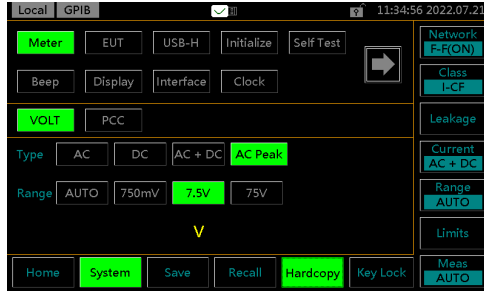 Local GPIB 11:34:56 2022.07.21
Meter EUT USB-H Initialize Self Test
Beep Display Interface Clock
VOLT PCC
Type AC DC AC + DC AC Peak
Range AUTO 750mV 7.5V 75V
V
Network
F-F(ON)
Class
I-CF
Leakage
Current
AC + DC
Range
AUTO
Limits
Meas
AUTO
Home System Save Recall Hardcopy Key Lock